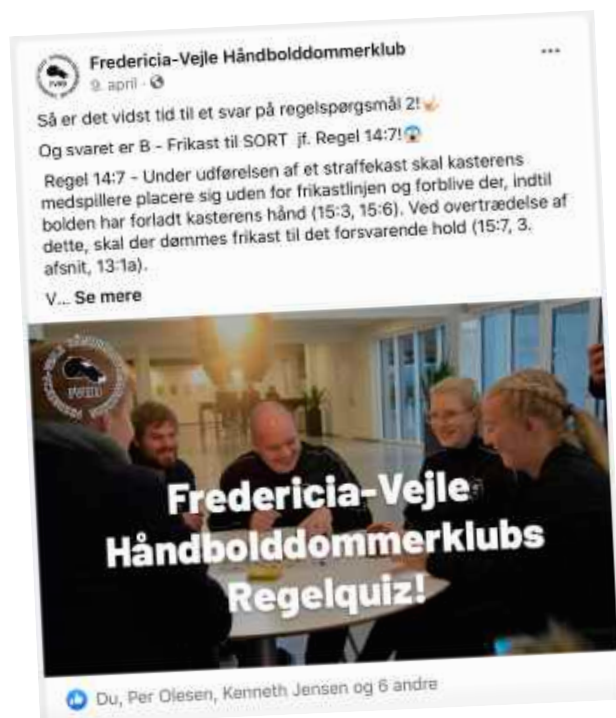 Fredericia-Vejle Håndbolddommerklub
9. april
Så er det vidst tid til et svar på regelspørgsmål 2!
Og svaret er B - Frikast til SORT jf. Regel 14:7!
Regel 14:7 - Under udførelsen af et straffekast skal kasterens
medspillere placere sig uden for frikastlinjen og forblive der, indtil
bolden har forladt kasterens hånd (15:3, 15:6). Ved overtrædelse af
dette, skal der dømmes frikast til det forsvarende hold (15:7, 3.
afsnit, 13:1a).
V... Se mere
FVHD
Fredericia-Vejle
Håndbolddommerklubs
Regelquiz!
Du, Per Olesen, Kenneth Jensen og 6 andre